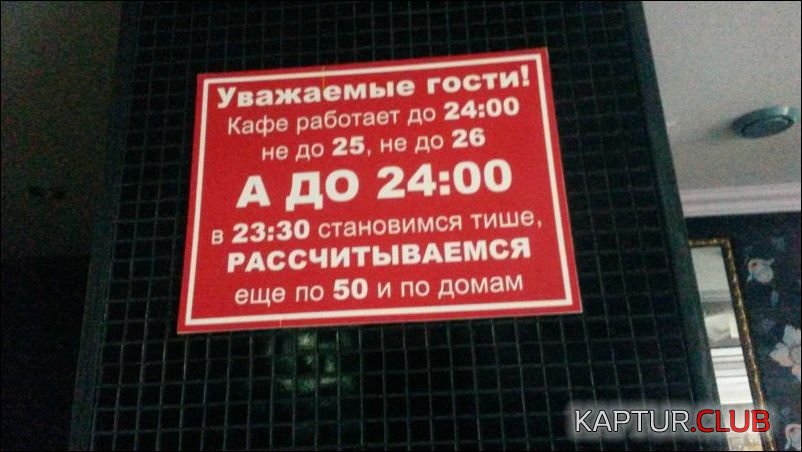 Уважаемые гости!
Кафе работает до 24:00
не до 25, не до 26
А ДО 24:00
в 23:30 становимся тише,
РАССЧИТЫВАЕМСЯ
еще по 50 и по домам
KAPTUR.CLUB